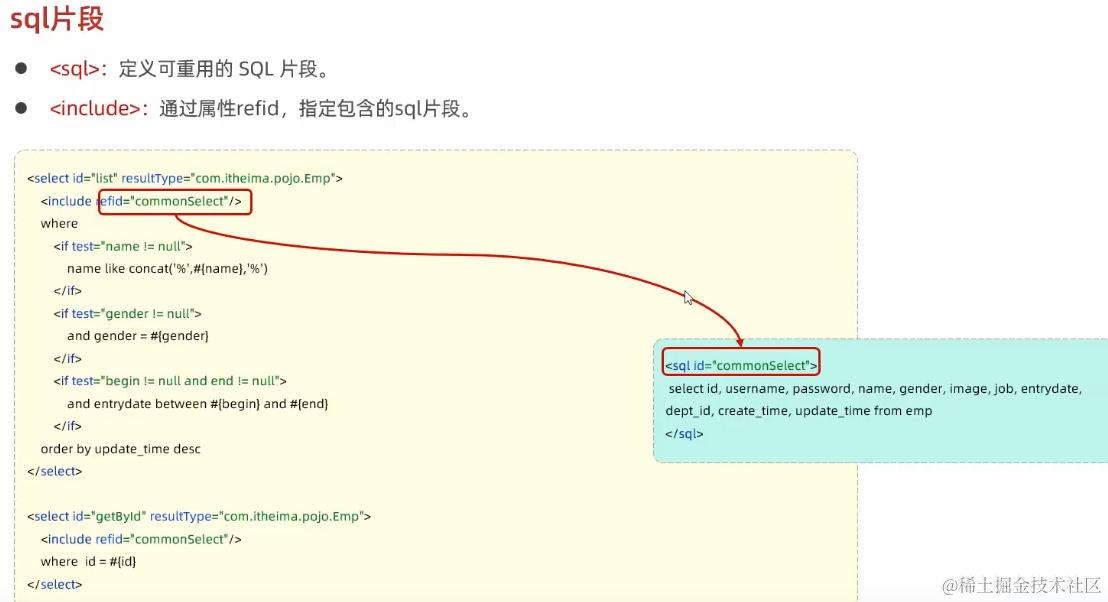 sql片段
● <sql>：定义可重用的 SQL 片段。
● <include>：通过属性refid，指定包含的sql片段。
<select id="list" resultType="com.itheima.pojo.Emp">
<include refid="commonSelect"/>
where
<if test="name != null">
name like concat('%',#{name},'%')
</if>
<if test="gender != null">
and gender = #{gender}
</if>
<if test="begin != null and end != null">
and entrydate between #{begin} and #{end}
</if>
order by update_time desc
</select>
<sql id="commonSelect">
select id, username, password, name, gender, image, job, entrydate,
dept_id, create_time, update_time from emp
</sql>
<select id="getById" resultType="com.itheima.pojo.Emp">
<include refid="commonSelect"/>
where id = #{id}
</select>
@稀土掘金技术社区